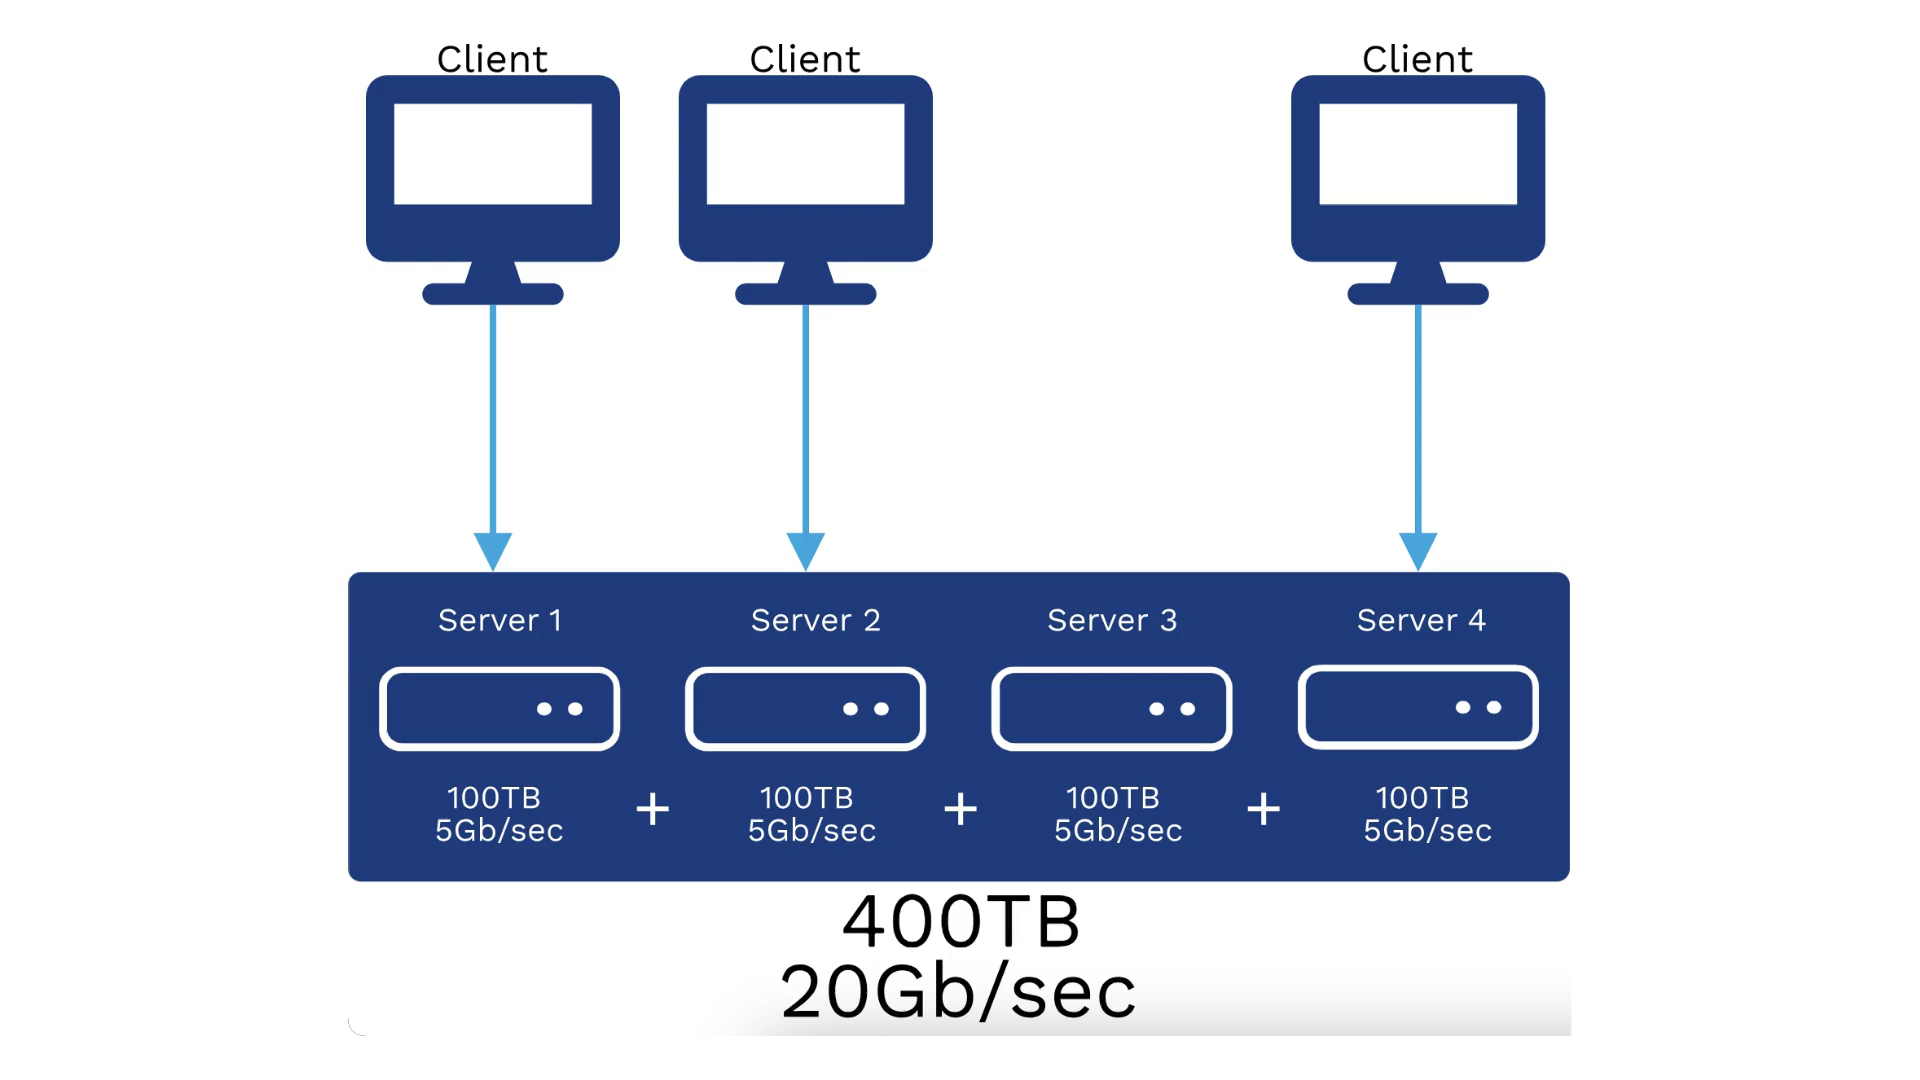 Client
Client
Client
Server 1
Server 2
Server 3
Server 4
100TB
5Gb/sec
+
100TB
5Gb/sec
+
100TB
5Gb/sec
+
100TB
5Gb/sec
400TB
20Gb/sec